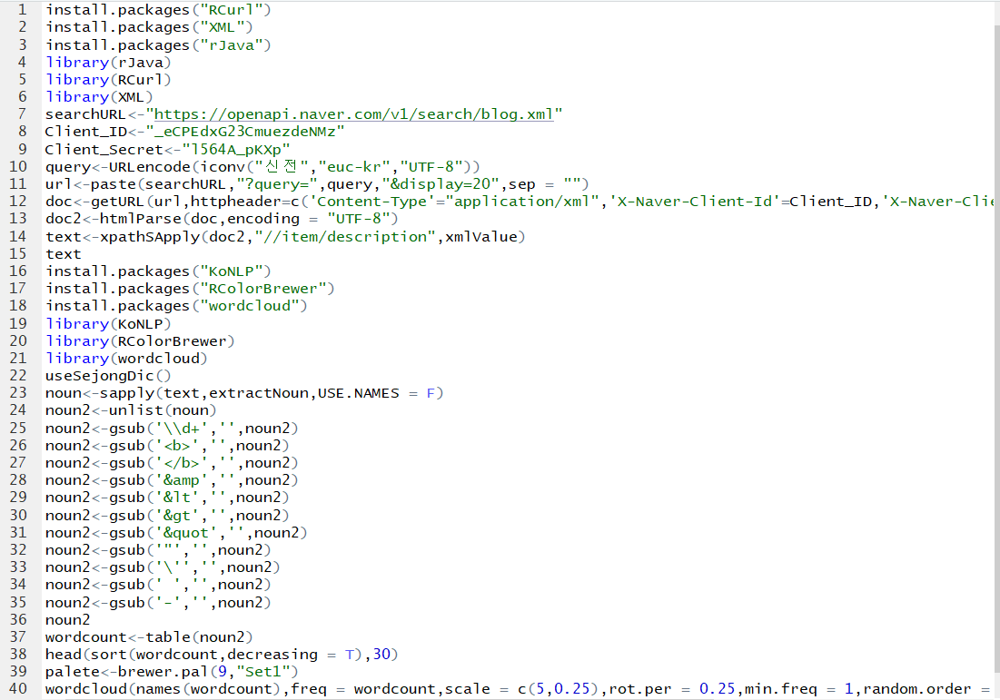 1 install.packages("RCurl")
2 install.packages("XML")
3 install.packages("rJava")
4 library(rJava)
5 library(RCurl)
6 library(XML)
7 searchURL<-"https://openapi.naver.com/v1/search/blog.xml"
8 Client_ID<-"_eCPEdxG23CmuezdeNMz"
9 Client_Secret<-"l564A_pKXp"
10 query<-URLencode(iconv("신전","euc-kr","UTF-8"))
11 url<-paste(searchURL,"?query=",query,"&display=20",sep = "")
12 doc<-getURL(url,httpheader=c('Content-Type'="application/xml",'X-Naver-Client-Id'=Client_ID,'X-Naver-Clie
13 doc2<-htmlParse(doc,encoding = "UTF-8")
14 text<-xpathSApply(doc2,"//item/description",xmlValue)
15 text
16 install.packages("KoNLP")
17 install.packages("RColorBrewer")
18 install.packages("wordcloud")
19 library(KoNLP)
20 library(RColorBrewer)
21 library(wordcloud)
22 useSejongDic()
23 noun<-sapply(text,extractNoun,USE.NAMES = F)
24 noun2<-unlist(noun)
25 noun2<-gsub('\\d+','',noun2)
26 noun2<-gsub('<b>','',noun2)
27 noun2<-gsub('</b>','',noun2)
28 noun2<-gsub('&amp','',noun2)
29 noun2<-gsub('&lt','',noun2)
30 noun2<-gsub('&gt','',noun2)
31 noun2<-gsub('&quot','',noun2)
32 noun2<-gsub('"','',noun2)
33 noun2<-gsub('\'','',noun2)
34 noun2<-gsub(' ','',noun2)
35 noun2<-gsub('-','',noun2)
36 noun2
37 wordcount<-table(noun2)
38 head(sort(wordcount,decreasing = T),30)
39 palete<-brewer.pal(9,"Set1")
40 wordcloud(names(wordcount),freq = wordcount,scale = c(5,0.25),rot.per = 0.25,min.freq = 1,random.order =